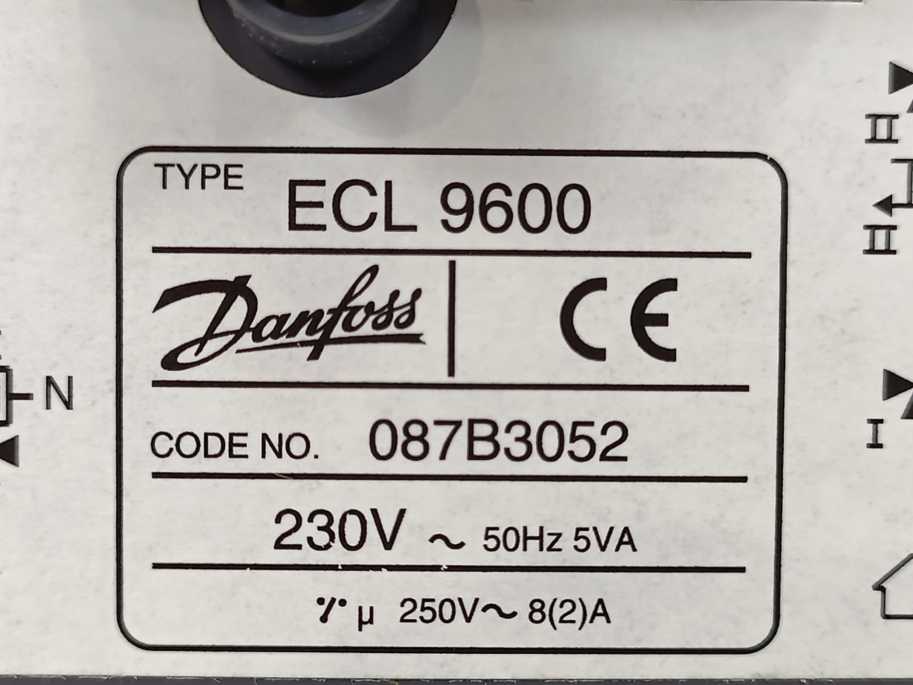 TYPE ECL 9600
Danfoss CE
CODE NO. 087B3052
230V ~ 50Hz 5VA
µ 250V~ 8(2)A
N
II
II
I